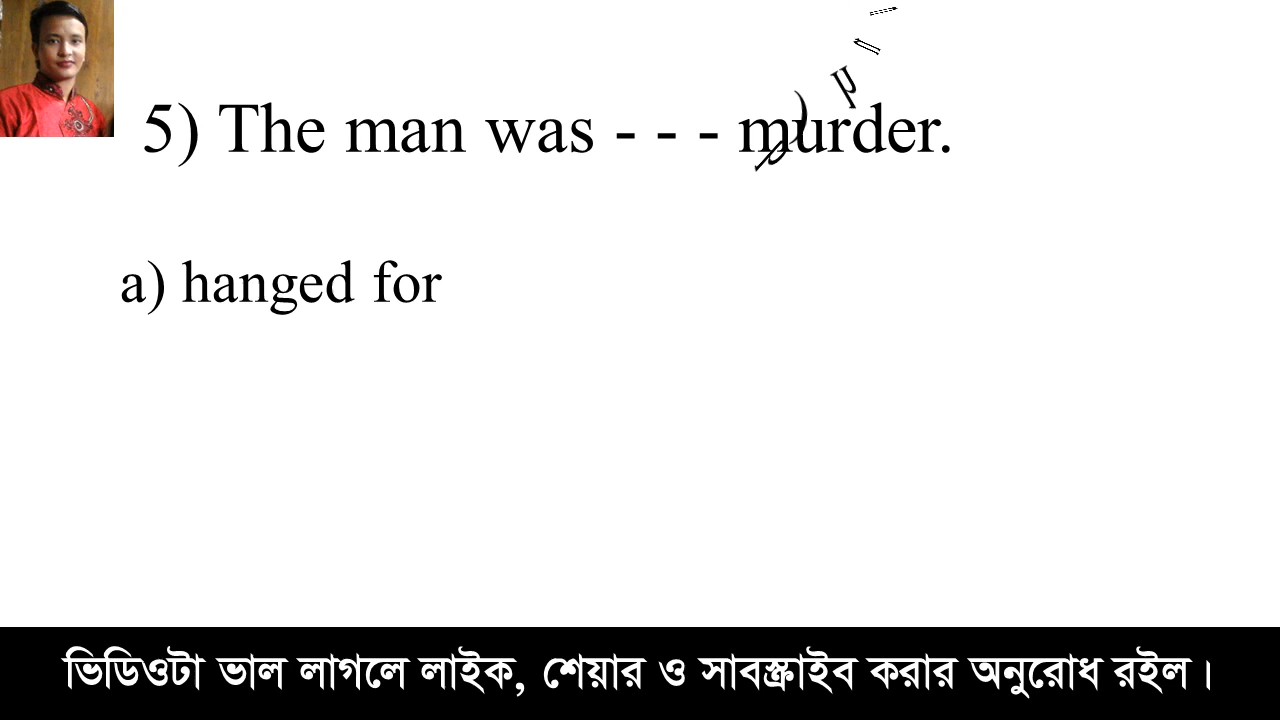 5) The man was - - - murder.
a) hanged for
ভিডিওটা ভাল লাগলে লাইক, শেয়ার ও সাবস্ক্রাইব করার অনুরোধ রইল।